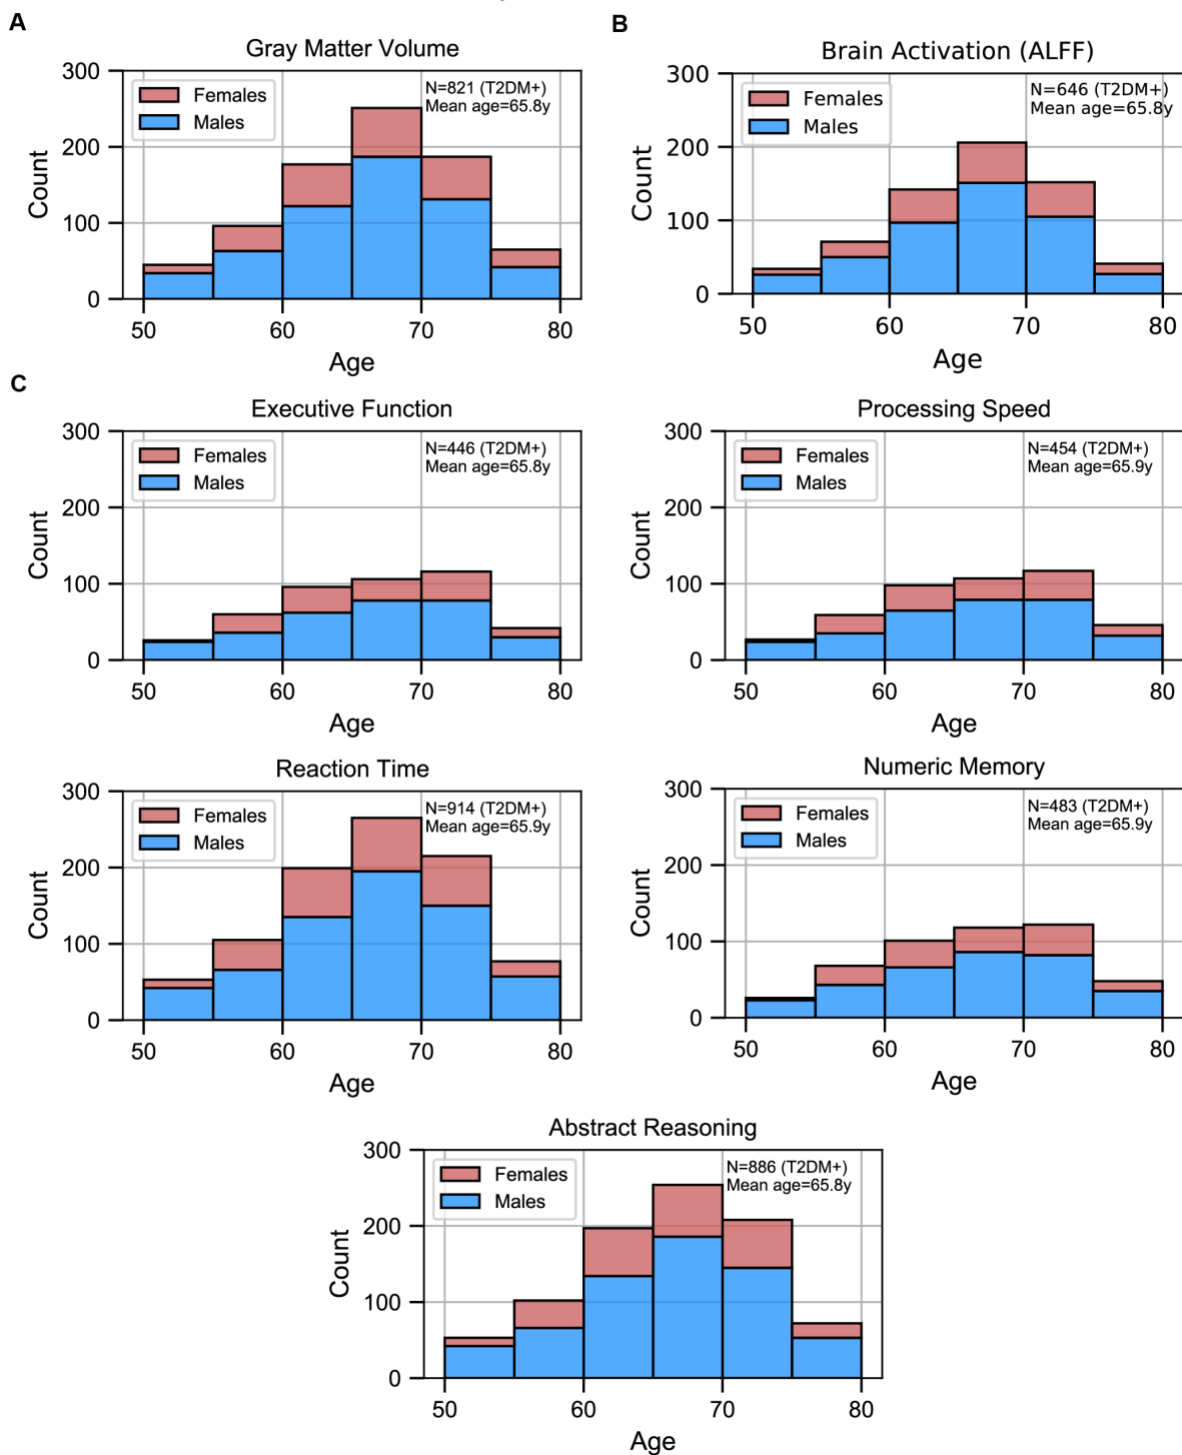 A
Gray Matter Volume
300
200
100
0
Count
Females
Males
N=821 (T2DM+)
Mean age=65.8y
50 60 70 80
Age
B
Brain Activation (ALFF)
300
200
100
0
Count
Females
Males
N=646 (T2DM+)
Mean age=65.8y
50 60 70 80
Age
C
Executive Function
300
200
100
0
Count
Females
Males
N=446 (T2DM+)
Mean age=65.8y
50 60 70 80
Age
Processing Speed
300
200
100
0
Count
Females
Males
N=454 (T2DM+)
Mean age=65.9y
50 60 70 80
Age
Reaction Time
300
200
100
0
Count
Females
Males
N=914 (T2DM+)
Mean age=65.9y
50 60 70 80
Age
Numeric Memory
300
200
100
0
Count
Females
Males
N=483 (T2DM+)
Mean age=65.9y
50 60 70 80
Age
Abstract Reasoning
300
200
100
0
Count
Females
Males
N=886 (T2DM+)
Mean age=65.8y
50 60 70 80
Age